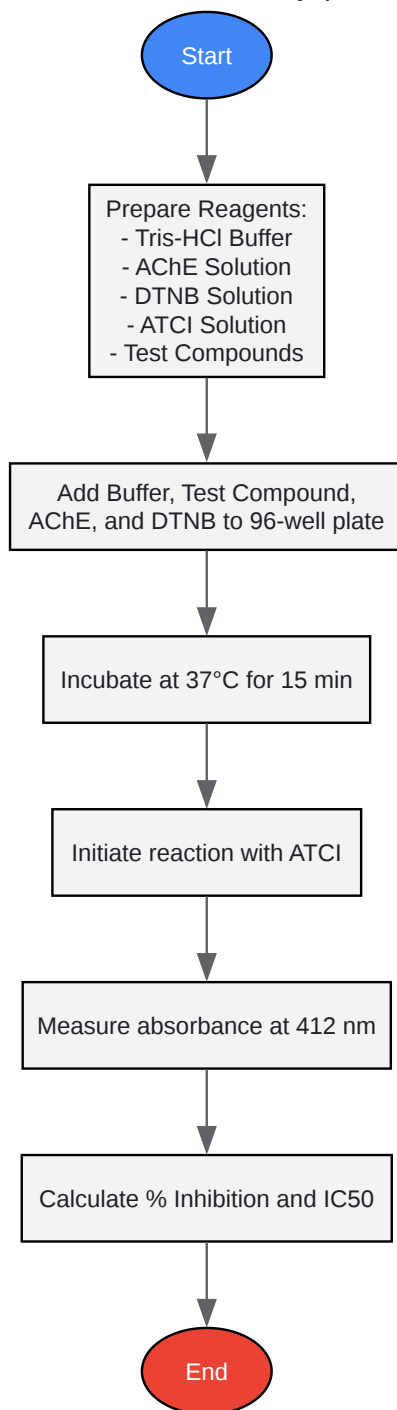 Start
Prepare Reagents:
- Tris-HCl Buffer
- AChE Solution
- DTNB Solution
- ATCI Solution
- Test Compounds
Add Buffer, Test Compound,
AChE, and DTNB to 96-well plate
Incubate at 37°C for 15 min
Initiate reaction with ATCI
Measure absorbance at 412 nm
Calculate % Inhibition and IC50
End